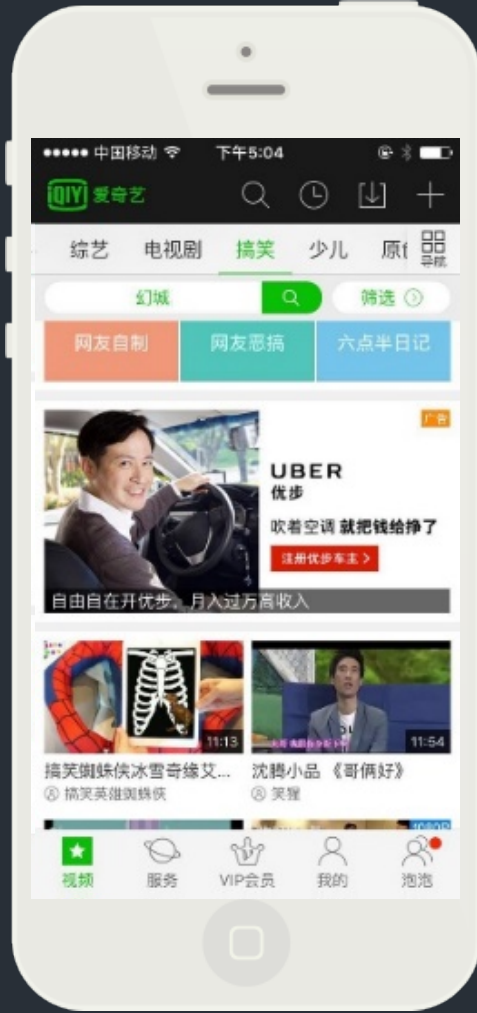 中国移动
下午5:04
iQIYI 爱奇艺
综艺 电视剧 搞笑 少儿 原
导航
幻城
筛选
网友自制 网友恶搞 六点半日记
广告
UBER
优步
吹着空调 就把钱给挣了
注册优步车主 >
自由自在开优步，月入过万高收入
11:13
11:54
搞笑蜘蛛侠冰雪奇缘艾...
沈腾小品 《哥俩好》
搞笑英雄蜘蛛侠
笑猩
1080P
视频 服务 VIP会员 我的 泡泡